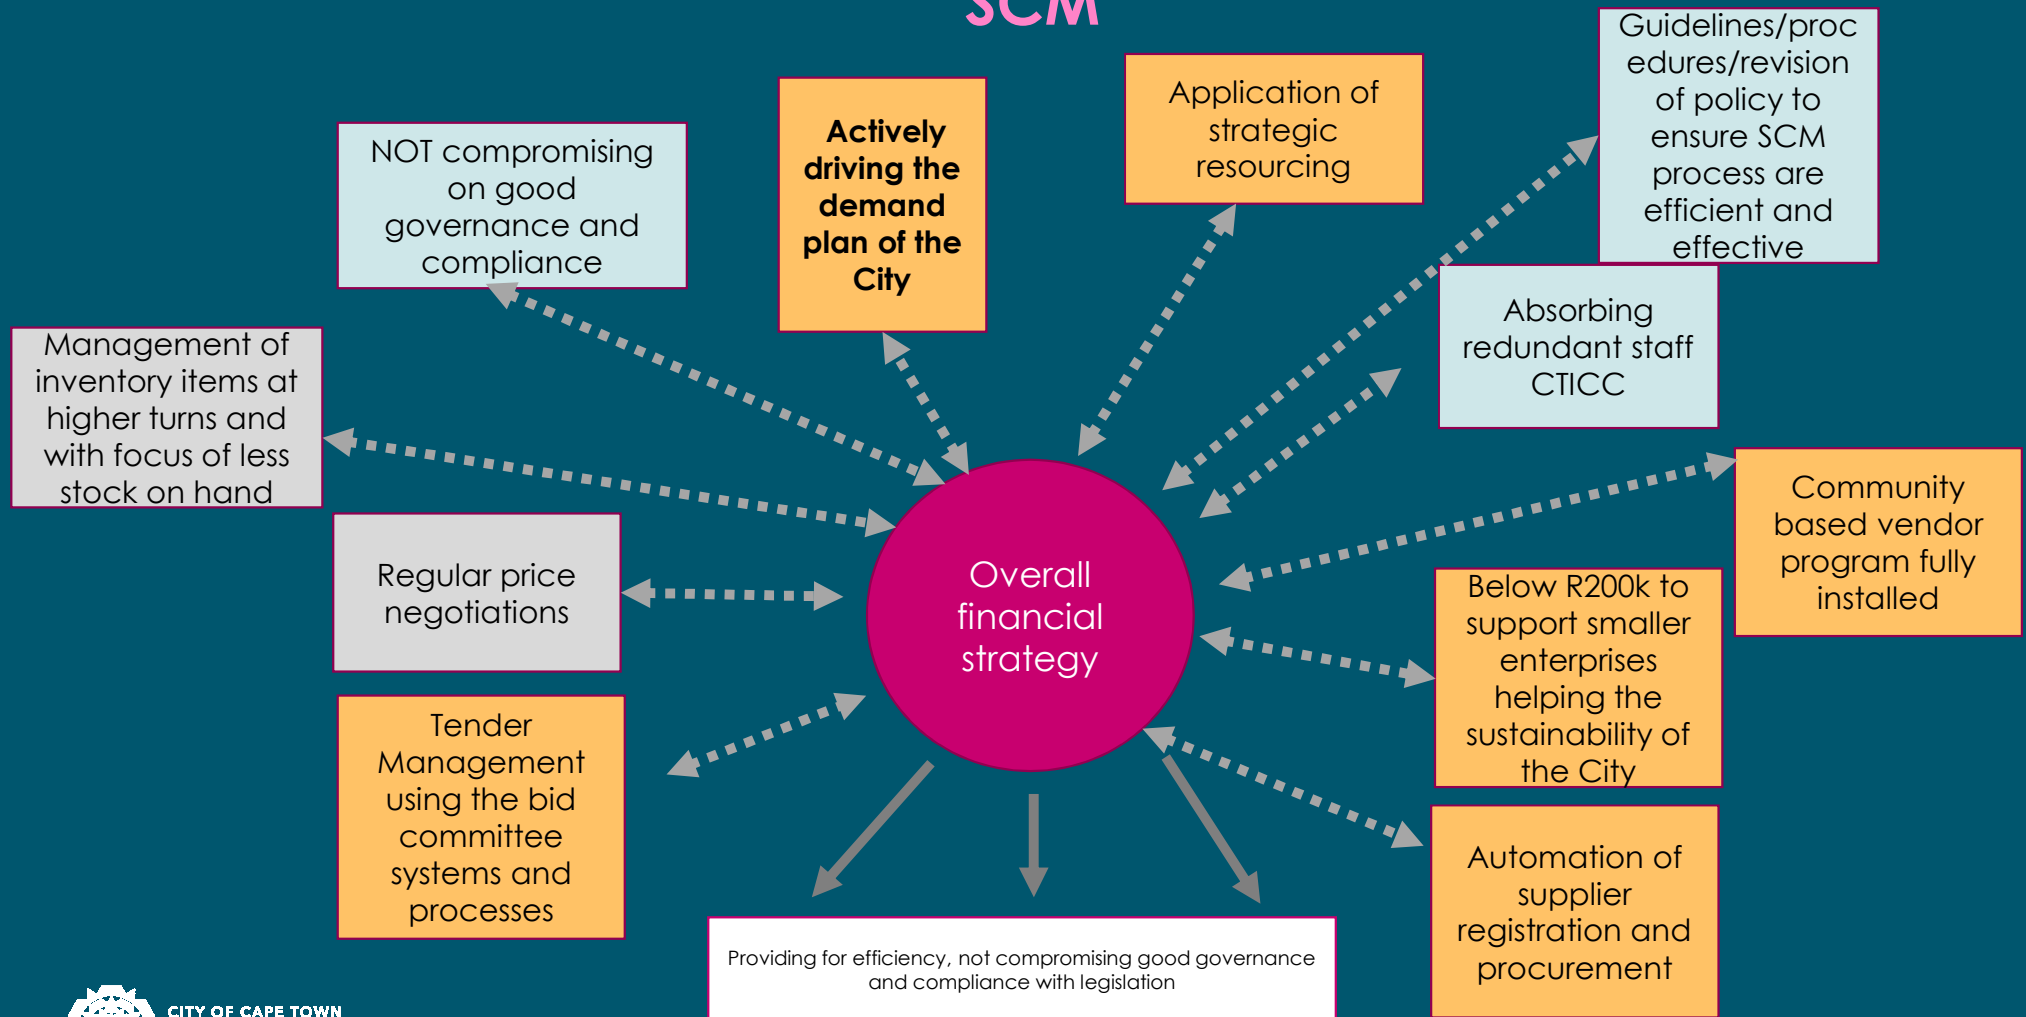 SCM
NOT compromising
on good
governance and
compliance
Actively
driving the
demand
plan of the
City
Application of
strategic
resourcing
Guidelines/proc
edures/revision
of policy to
ensure SCM
process are
efficient and
effective
Management of
inventory items at
higher turns and
with focus of less
stock on hand
Absorbing
redundant staff
CTICC
Regular price
negotiations
Overall
financial
strategy
Community
based vendor
program fully
installed
Below R200k to
support smaller
enterprises
helping the
sustainability of
the City
Tender
Management
using the bid
committee
systems and
processes
Automation of
supplier
registration and
procurement
Providing for efficiency, not compromising good governance
and compliance with legislation
CITY OF CAPE TOWN